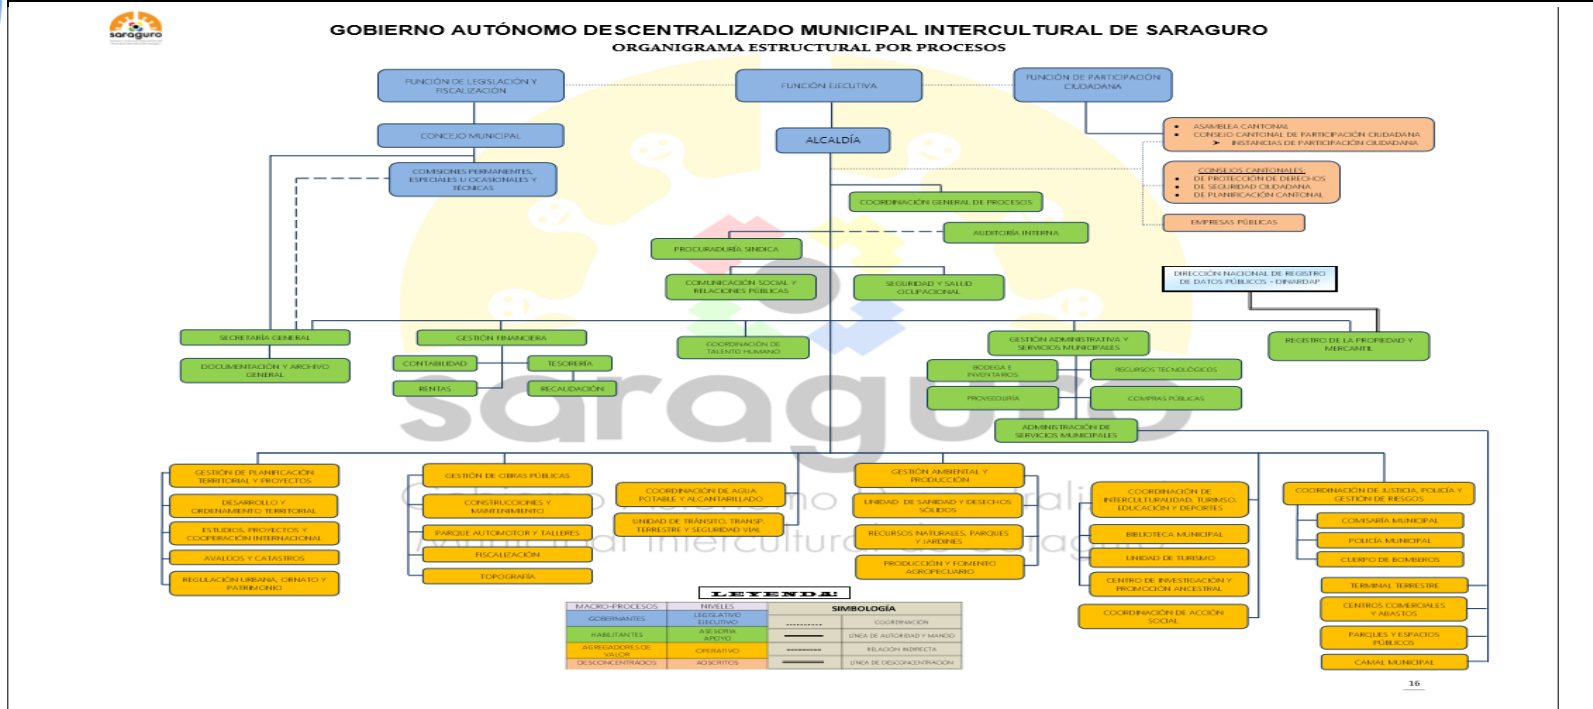 saraguro
GOBIERNO AUTÓNOMO DESCENTRALIZADO MUNICIPAL INTERCULTURAL DE SARAGURO
ORGANIGRAMA ESTRUCTURAL POR PROCESOS
FUNCIÓN DE LEGISLACIÓN Y
FISCALIZACIÓN
FUNCIÓN EJECUTIVA
FUNCIÓN DE PARTICIPACIÓN
CIUDADANA
CONCEJO MUNICIPAL
ALCALDÍA
• ASAMBLEA CANTONAL
• CONSEJO CANTONAL DE PARTICIPACIÓN CIUDADANA
➤ INSTANCIAS DE PARTICIPACIÓN CIUDADANA
COMISIONES PERMANENTES,
ESPECIALES U OCASIONALES Y
TÉCNICAS
CONSEJOS CANTONALES:
• DE PROTECCIÓN DE DERECHOS
• DE SEGURIDAD CIUDADANA
• DE PLANIFICACIÓN CANTONAL
COORDINACIÓN GENERAL DE PROCESOS
EMPRESAS PÚBLICAS
AUDITORÍA INTERNA
PROCURADURÍA SINDICA
COMUNICACIÓN SOCIAL Y
RELACIONES PÚBLICAS
SEGURIDAD Y SALUD
OCUPACIONAL
DIRECCIÓN NACIONAL DE REGISTRO
DE DATOS PÚBLICOS - DINARDAP
SECRETARÍA GENERAL
DOCUMENTACIÓN Y ARCHIVO
GENERAL
GESTIÓN FINANCIERA
CONTABILIDAD
TESORERÍA
RENTAS
RECAUDACIÓN
COORDINACIÓN DE
TALENTO HUMANO
GESTIÓN ADMINISTRATIVA Y
SERVICIOS MUNICIPALES
BODEGA E
INVENTARIOS
RECURSOS TECNOLÓGICOS
PROVEEDURÍA
COMPRAS PÚBLICAS
ADMINISTRACIÓN DE
SERVICIOS MUNICIPALES
REGISTRO DE LA PROPIEDAD Y
MERCANTIL
saraguro
GESTIÓN DE PLANIFICACIÓN
TERRITORIAL Y PROYECTOS
DESARROLLO Y
ORDENAMIENTO TERRITORIAL
ESTUDIOS, PROYECTOS Y
COOPERACIÓN INTERNACIONAL
AVALÚOS Y CATASTROS
REGULACIÓN URBANA, ORNATO Y
PATRIMONIO
GESTIÓN DE OBRAS PÚBLICAS
CONSTRUCCIONES Y
MANTENIMIENTO
PARQUE AUTOMOTOR Y TALLERES
FISCALIZACIÓN
TOPOGRAFÍA
COORDINACIÓN DE AGUA
POTABLE Y ALCANTARILLADO
UNIDAD DE TRÁNSITO, TRANSP.
TERRESTRE Y SEGURIDAD VIAL
GESTIÓN AMBIENTAL Y
PRODUCCIÓN
UNIDAD DE SANIDAD Y DESECHOS
SÓLIDOS
RECURSOS NATURALES, PARQUES
Y JARDINES
PRODUCCIÓN Y FOMENTO
AGROPECUARIO
COORDINACIÓN DE
INTERCULTURALIDAD, TURIMSO,
EDUCACIÓN Y DEPORTES
BIBLIOTECA MUNICIPAL
UNIDAD DE TURISMO
CENTRO DE INVESTIGACIÓN Y
PROMOCIÓN ANCESTRAL
COORDINACIÓN DE ACCIÓN
SOCIAL
COORDINACIÓN DE JUSTICIA, POLICÍA Y
GESTIÓN DE RIESGOS
COMISARÍA MUNICIPAL
POLICÍA MUNICIPAL
CUERPO DE BOMBEROS
TERMINAL TERRESTRE
CENTROS COMERCIALES
Y ABASTOS
PARQUES Y ESPACIOS
PÚBLICOS
CAMAL MUNICIPAL
LEYENDA:
MACRO-PROCESOS NIVELES SIMBOLOGÍA
GOBERNANTES LEGISLATIVO
EJECUTIVO
COORDINACIÓN
HABILITANTES ASESORIA
APOYO
LÍNEA DE AUTORIDAD Y MANDO
AGREGADORES DE
VALOR
OPERATIVO RELACIÓN INDIRECTA
DESCONCENTRADOS ADSCRITOS LÍNEA DE DESCONCENTRACIÓN
16